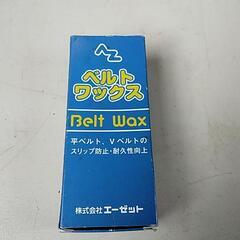 AZ
ベルト
ワックス
Belt Wax
平ベルト、Vベルトの
スリップ防止・耐久性向上
株式会社エーゼット